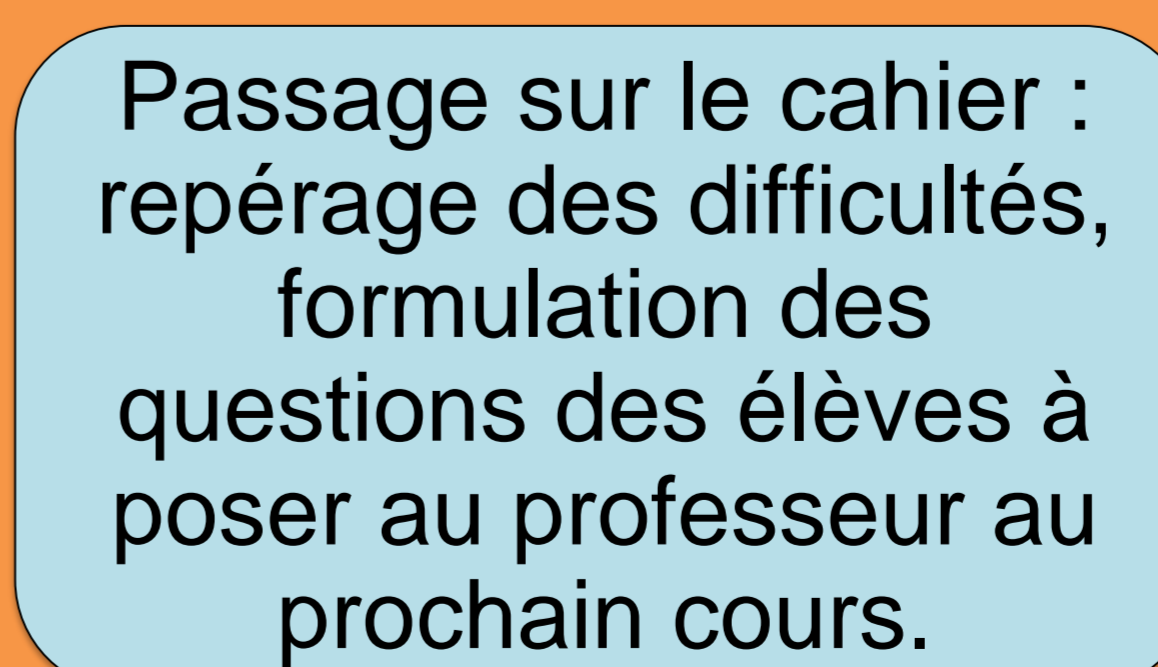 Passage sur le cahier :
repérage des difficultés,
formulation des
questions des élèves à
poser au professeur au
prochain cours.